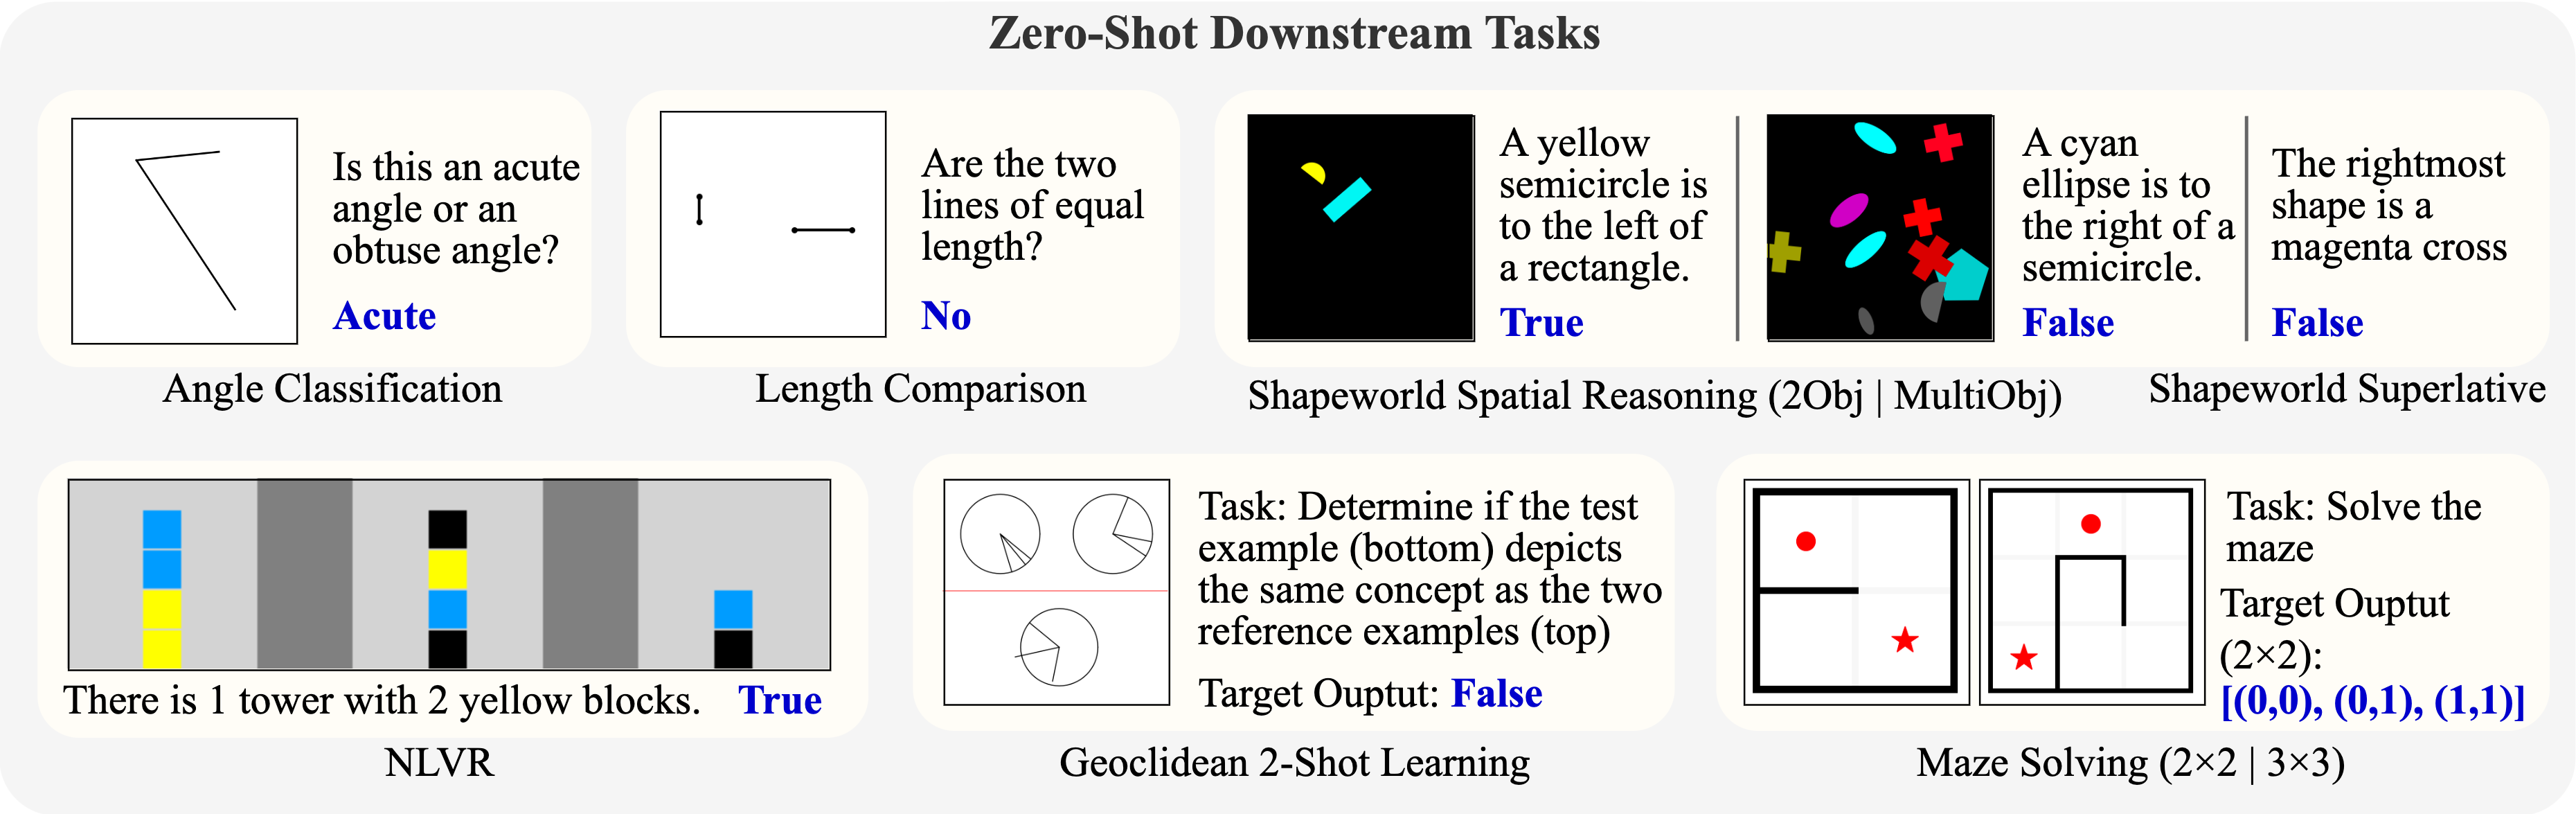 Zero-Shot Downstream Tasks
Is this an acute
angle or an
obtuse angle?
Acute
Angle Classification
Are the two
lines of equal
length?
No
Length Comparison
A yellow
semicircle is
to the left of
a rectangle.
True
A cyan
ellipse is to
the right of a
semicircle.
False
Shapeworld Spatial Reasoning (2Obj | MultiObj)
The rightmost
shape is a
magenta cross
False
Shapeworld Superlative
There is 1 tower with 2 yellow blocks. True
NLVR
Task: Determine if the test
example (bottom) depicts
the same concept as the two
reference examples (top)
Target Ouptut: False
Geoclidean 2-Shot Learning
Task: Solve the
maze
Target Ouptut
(2×2):
[(0,0), (0,1), (1,1)]
Maze Solving (2×2 | 3×3)